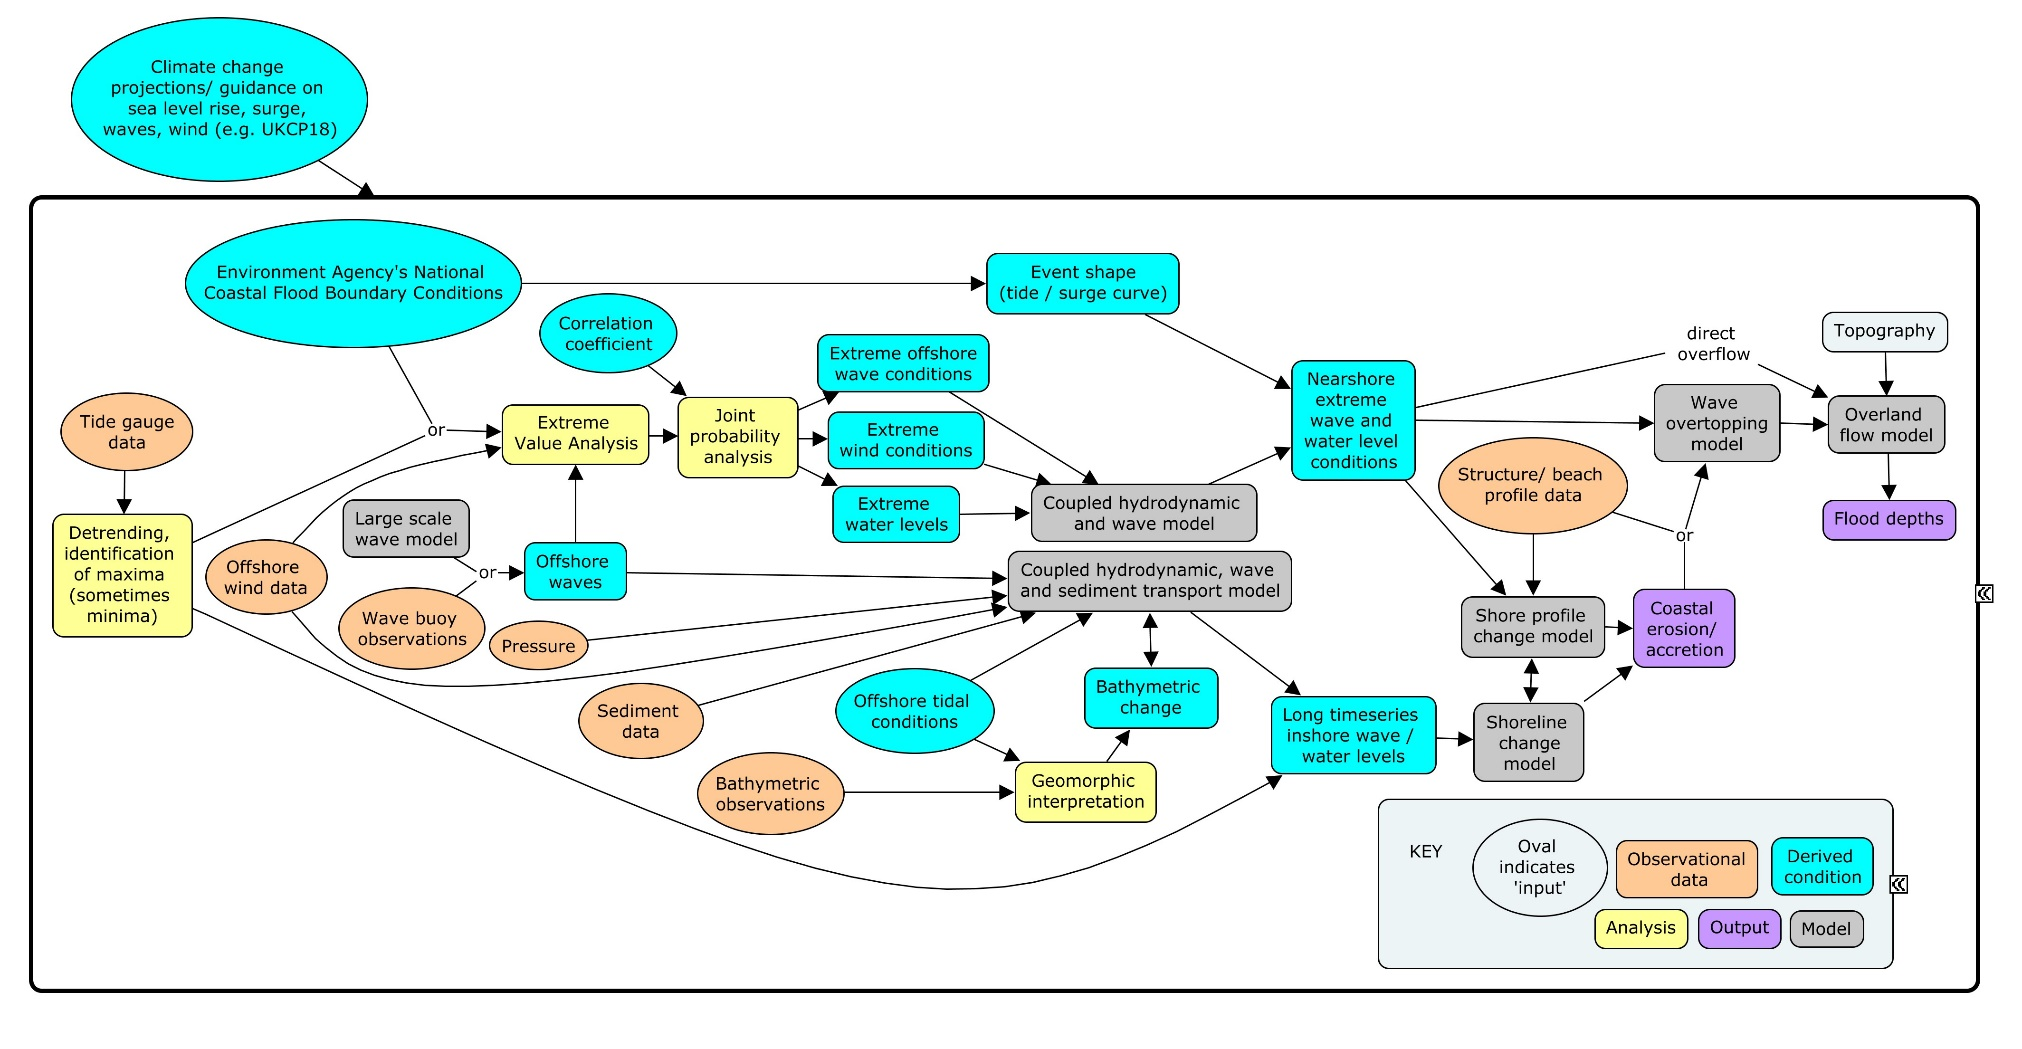 Climate change
projections/ guidance on
sea level rise, surge,
waves, wind (e.g. UKCP18)
Environment Agency's National
Coastal Flood Boundary Conditions
Event shape
(tide / surge curve)
Correlation
coefficient
Extreme offshore
wave conditions
direct
overflow
Topography
Tide gauge
data
or
Extreme
Value Analysis
Joint
probability
analysis
Extreme
wind conditions
Nearshore
extreme
wave and
water level
conditions
Wave
overtopping
model
Overland
flow model
Structure/ beach
profile data
Extreme
water levels
Coupled hydrodynamic
and wave model
Flood depths
or
Detrending,
identification
of maxima
(sometimes
minima)
Offshore
wind data
Large scale
wave model
or
Offshore
waves
Wave buoy
observations
Pressure
Coupled hydrodynamic, wave
and sediment transport model
Shore profile
change model
Coastal
erosion/
accretion
Sediment
data
Offshore tidal
conditions
Bathymetric
change
Long timeseries
inshore wave /
water levels
Shoreline
change
model
Bathymetric
observations
Geomorphic
interpretation
KEY
Oval
indicates
'input'
Observational
data
Derived
condition
Analysis
Output
Model